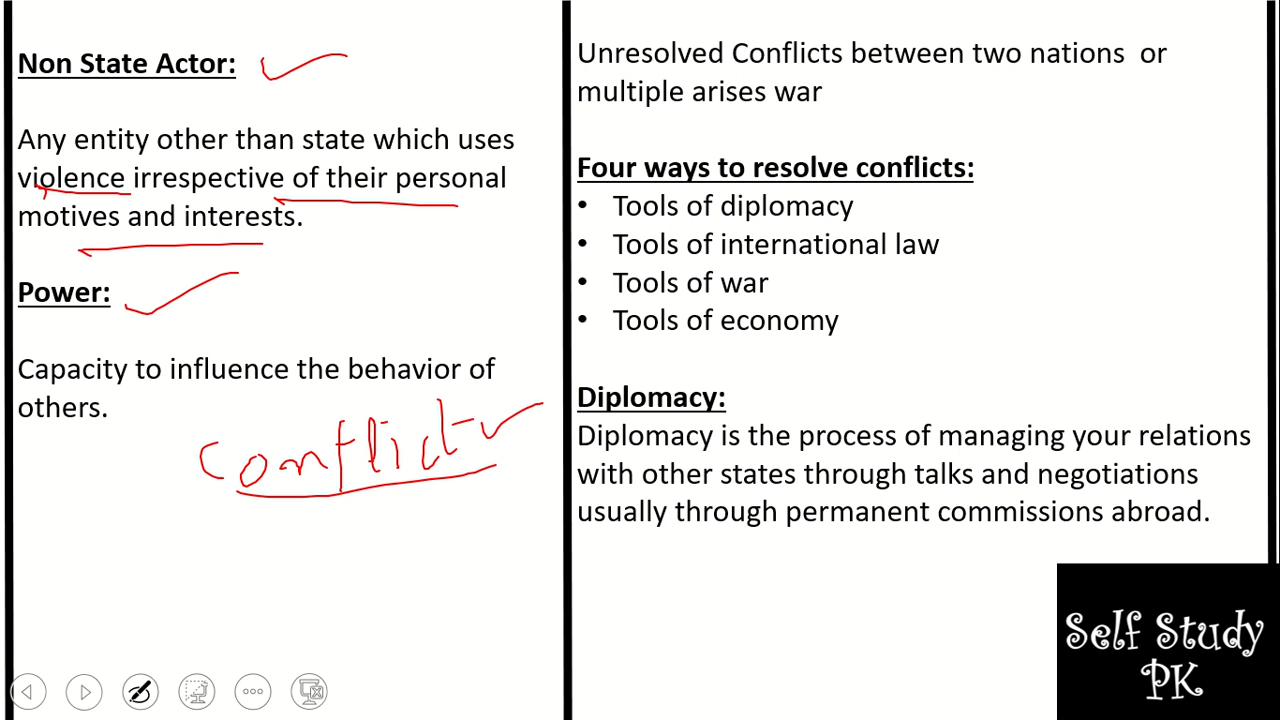 Non State Actor:
Any entity other than state which uses
violence irrespective of their personal
motives and interests.
Power:
Capacity to influence the behavior of
others.
Conflict
Unresolved Conflicts between two nations or
multiple arises war
Four ways to resolve conflicts:
• Tools of diplomacy
• Tools of international law
• Tools of war
• Tools of economy
Diplomacy:
Diplomacy is the process of managing your relations
with other states through talks and negotiations
usually through permanent commissions abroad.
Self Study
PK